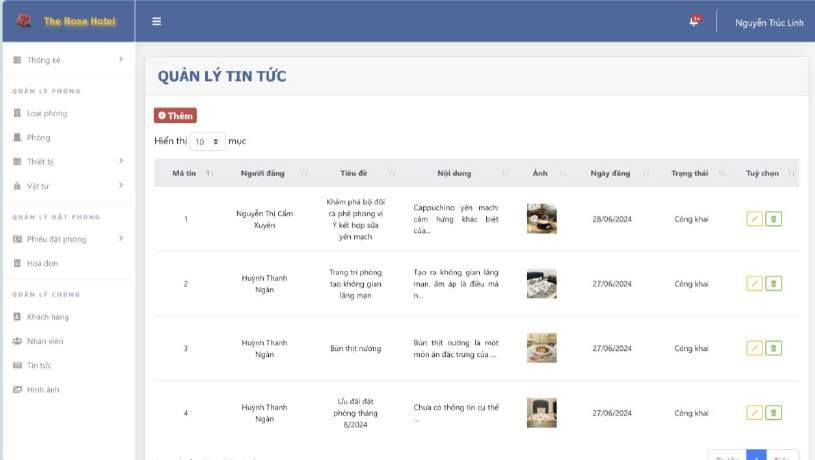 The Rose Hotel
Nguyễn Trúc Linh
Thống kê
QUẢN LÝ PHÒNG
Loại phòng
Phòng
Thiết bị
Vật tư
QUẢN LÝ ĐẶT PHÒNG
Phiếu đặt phòng
Hoá đơn
QUẢN LÝ CHUNG
Khách hàng
Nhân viên
Tin tức
Hình ảnh
QUẢN LÝ TIN TỨC
Thêm
Hiển thị 10 mục
Mã tin Người đăng Tiêu đề Nội dung Ảnh Ngày đăng Trạng thái Tuỳ chọn
1 Nguyễn Thị Cẩm Xuyên Khám phá bộ đôi cà phê phong vị Ý kết hợp sữa yến mạch Cappuchino yến mạch: cảm hứng khác biệt của... 28/06/2024 Công khai
2 Huỳnh Thanh Ngân Trang trí phòng tạo không gian lãng mạn Tạo ra không gian lãng mạn, ấm áp là điều mà n... 27/06/2024 Công khai
3 Huỳnh Thanh Ngân Bún thịt nướng Bún thịt nướng là một món ăn đặc trưng của ... 27/06/2024 Công khai
4 Huỳnh Thanh Ngân Ưu đãi đặt phòng tháng 8/2024 Chưa có thông tin cụ thể ... 27/06/2024 Công khai